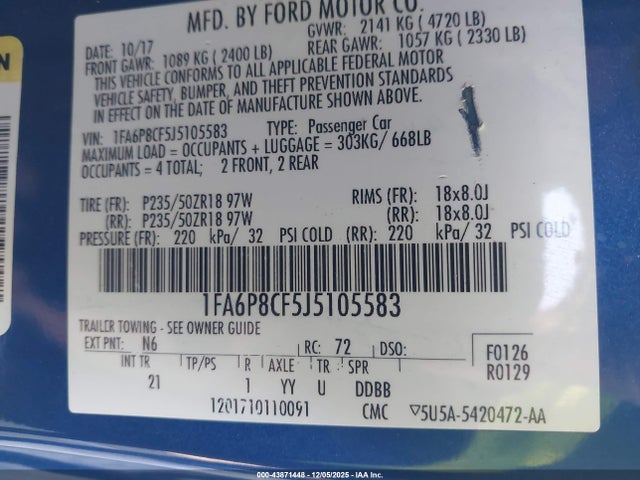 MFD. BY FORD MOTOR CO.
DATE: 10/17 GVWR: 2141 KG ( 4720 LB)
FRONT GAWR: 1089 KG ( 2400 LB) REAR GAWR: 1057 KG ( 2330 LB)
THIS VEHICLE CONFORMS TO ALL APPLICABLE FEDERAL MOTOR
VEHICLE SAFETY, BUMPER, AND THEFT PREVENTION STANDARDS
IN EFFECT ON THE DATE OF MANUFACTURE SHOWN ABOVE.
VIN: 1FA6P8CF5J5105583 TYPE: Passenger Car
MAXIMUM LOAD = OCCUPANTS + LUGGAGE = 303KG/ 668LB
OCCUPANTS = 4 TOTAL; 2 FRONT, 2 REAR
TIRE (FR): P235/50ZR18 97W RIMS (FR): 18x8.0J
(RR): P235/50ZR18 97W (RR): 18x8.0J
PRESSURE (FR): 220 kPa/ 32 PSI COLD (RR): 220 kPa/ 32 PSI COLD
1FA6P8CF5J5105583
TRAILER TOWING - SEE OWNER GUIDE
EXT PNT: N6 RC: 72 DSO: F0126
INT TR TP/PS R AXLE TR SPR R0129
21 1 YY U DDBB
1201710110091 CMC 5U5A-5420472-AA
N
000-43871448 - 12/05/2025 - IAA Inc.